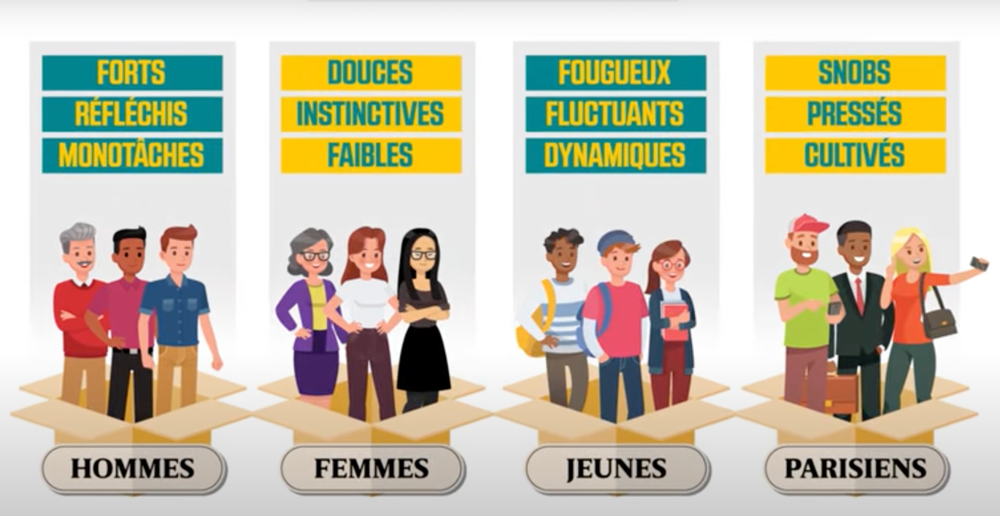 FORTS
RÉFLÉCHIS
MONOTÂCHES
HOMMES
DOUCES
INSTINCTIVES
FAIBLES
FEMMES
FOUGUEUX
FLUCTUANTS
DYNAMIQUES
JEUNES
SNOBS
PRESSÉS
CULTIVÉS
PARISIENS